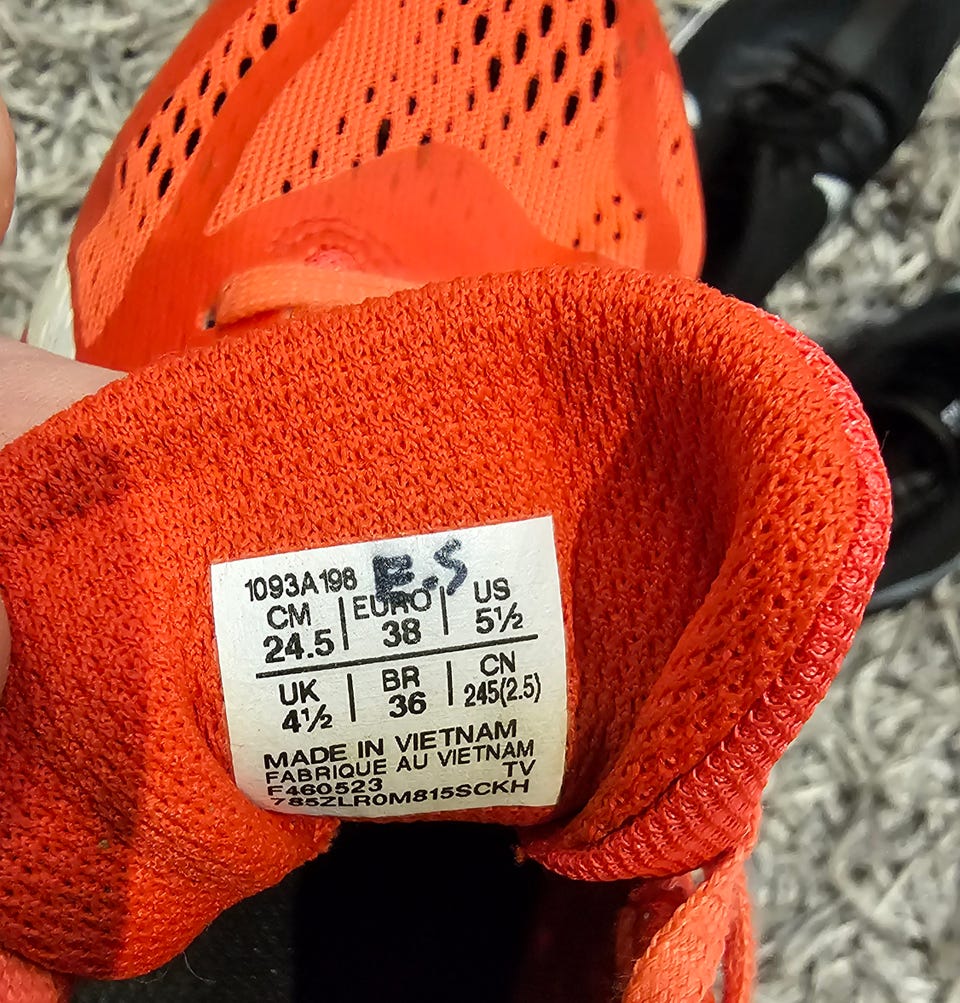 E.S
1093A198
CM EURO US
24.5 38 5½
UK BR CN
4½ 36 245(2.5)
MADE IN VIETNAM
FABRIQUE AU VIETNAM
F460523 TV
785ZLR0M815SCKH